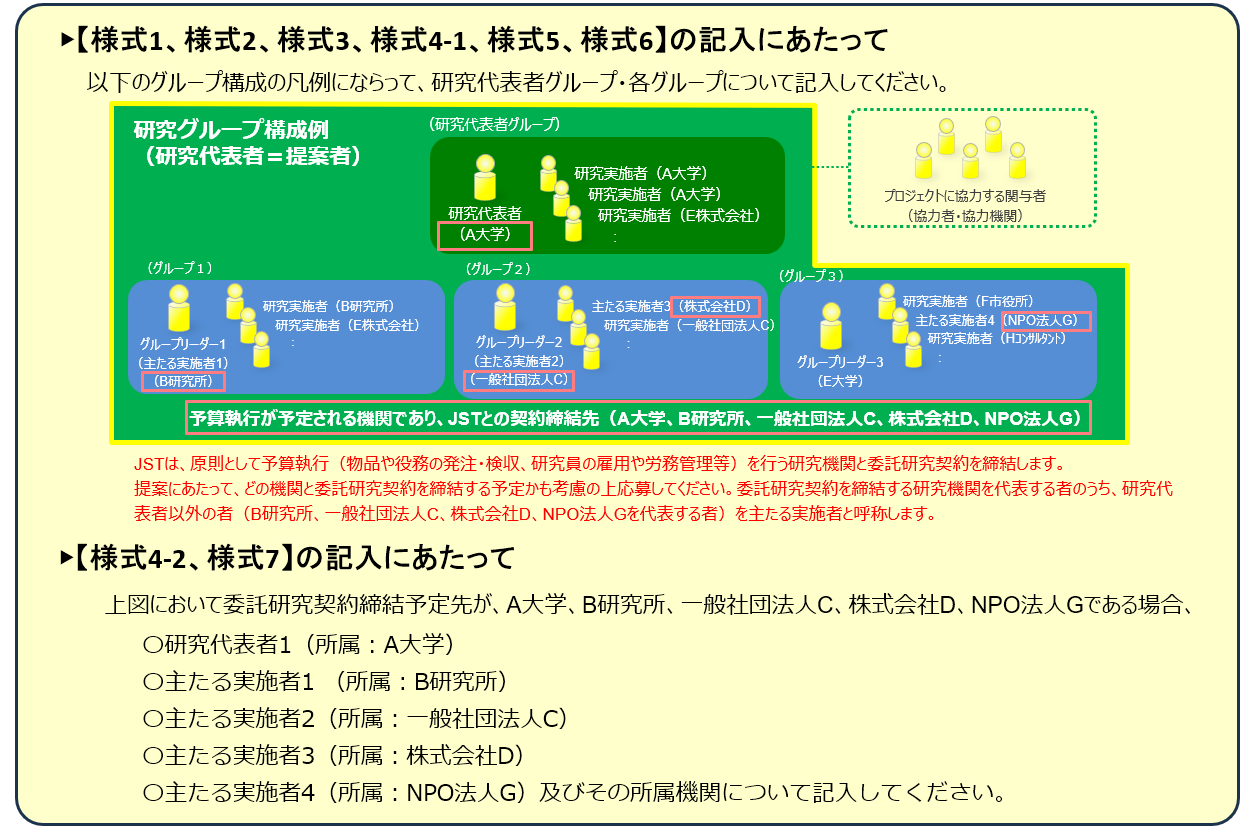 ▶【様式1、様式2、様式3、様式4-1、様式5、様式6】の記入にあたって
以下のグループ構成の凡例にならって、研究代表者グループ・各グループについて記入してください。
研究グループ構成例
（研究代表者＝提案者）
（研究代表者グループ）
研究代表者
（A大学）
研究実施者（A大学）
研究実施者（A大学）
研究実施者（E株式会社）
：
プロジェクトに協力する関与者
（協力者・協力機関）
（グループ１）
グループリーダー1
（主たる実施者1）
（B研究所）
研究実施者（B研究所）
研究実施者（E株式会社）
：
（グループ２）
グループリーダー2
（主たる実施者2）
（一般社団法人C）
主たる実施者3（株式会社D）
研究実施者（一般社団法人C）
：
（グループ３）
グループリーダー3
（E大学）
研究実施者（F市役所）
主たる実施者4（NPO法人G）
研究実施者（Hコンサルタント）
：
予算執行が予定される機関であり、JSTとの契約締結先（A大学、B研究所、一般社団法人C、株式会社D、NPO法人G）
JSTは、原則として予算執行（物品や役務の発注・検収、研究員の雇用や労務管理等）を行う研究機関と委託研究契約を締結します。
提案にあたって、どの機関と委託研究契約を締結する予定かも考慮の上応募してください。委託研究契約を締結する研究機関を代表する者のうち、研究代
表者以外の者（B研究所、一般社団法人C、株式会社D、NPO法人Gを代表する者）を主たる実施者と呼称します。
▶【様式4-2、様式7】の記入にあたって
上図において委託研究契約締結予定先が、A大学、B研究所、一般社団法人C、株式会社D、NPO法人Gである場合、
○研究代表者1（所属：A大学）
○主たる実施者1 （所属：B研究所）
○主たる実施者2（所属：一般社団法人C）
○主たる実施者3（所属：株式会社D）
○主たる実施者4（所属：NPO法人G）及びその所属機関について記入してください。